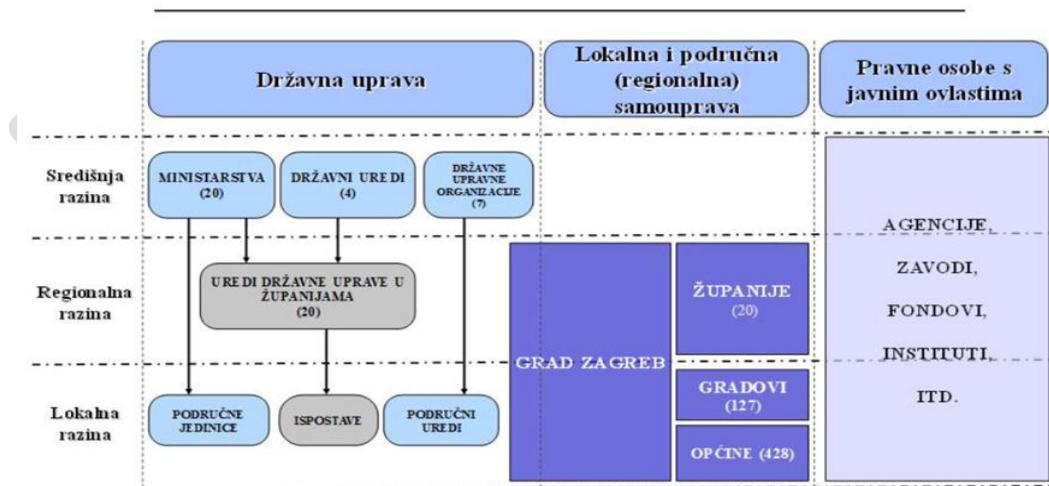 Državna uprava
Lokalna i područna
(regionalna)
samouprava
Pravne osobe s
javnim ovlastima
Središnja
razina
MINISTARSTVA
(20)
DRŽAVNI UREDI
(4)
DRŽAVNE
UPRAVNE
ORGANIZACIJE
(7)
Regionalna
razina
UREDI DRŽAVNE UPRAVE U
ŽUPANIJAMA
(20)
GRAD ZAGREB
ŽUPANIJE
(20)
Lokalna
razina
PODRUČNE
JEDINICE
ISPOSTAVE
PODRUČNI
UREDI
GRADOVI
(127)
OPĆINE (428)
AGENCIJE,
ZAVODI,
FONDOVI,
INSTITUTI,
ITD.